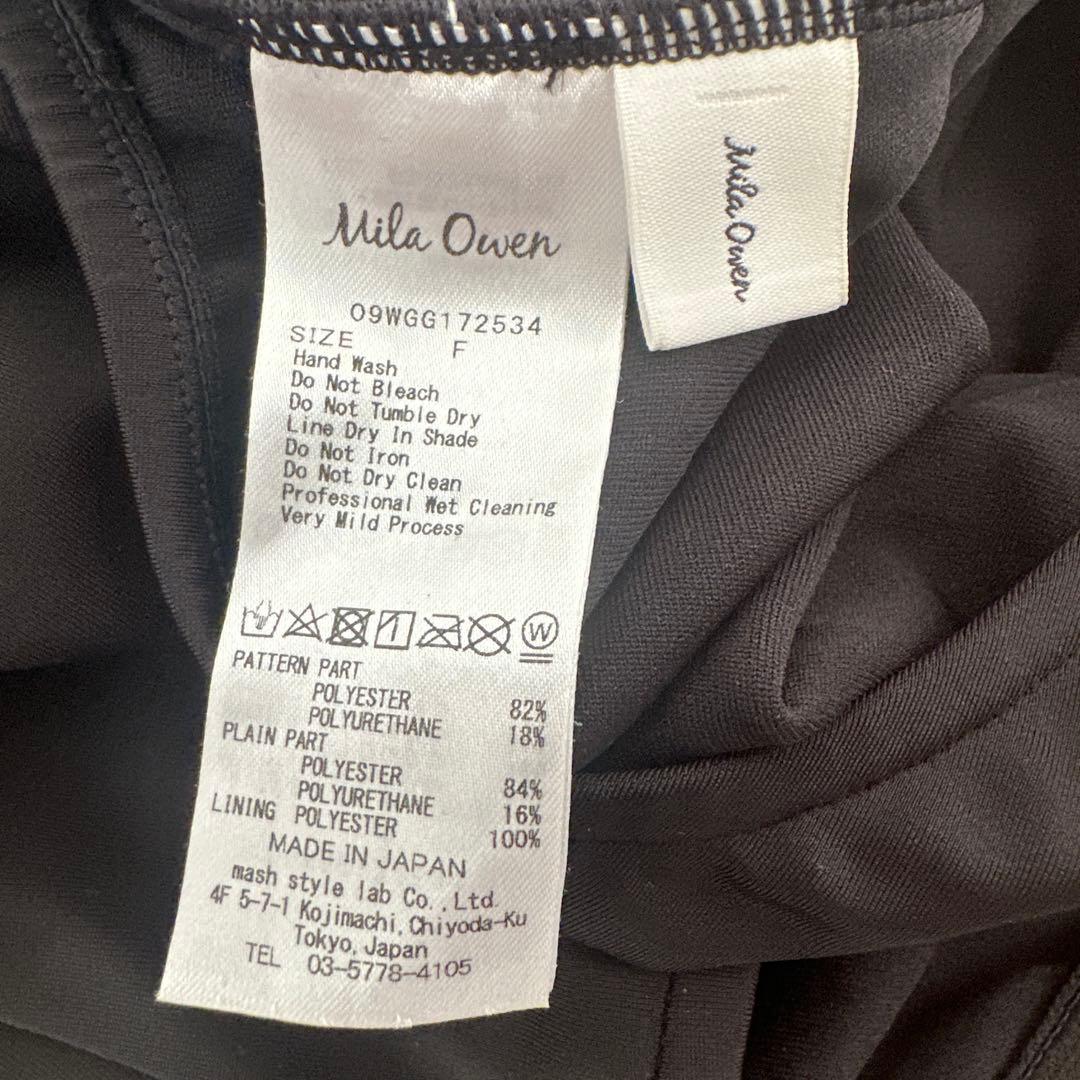 Mila Owen
09WGG172534
SIZE F
Hand Wash
Do Not Bleach
Do Not Tumble Dry
Line Dry In Shade
Do Not Iron
Do Not Dry Clean
Professional Wet Cleaning
Very Mild Process
W
PATTERN PART
POLYESTER 82%
POLYURETHANE 18%
PLAIN PART
POLYESTER 84%
POLYURETHANE 16%
LINING POLYESTER 100%
MADE IN JAPAN
mash style lab Co.,Ltd.
4F 5-7-1 Kojimachi,Chiyoda-Ku
Tokyo,Japan
TEL 03-5778-4105
Mila Owen